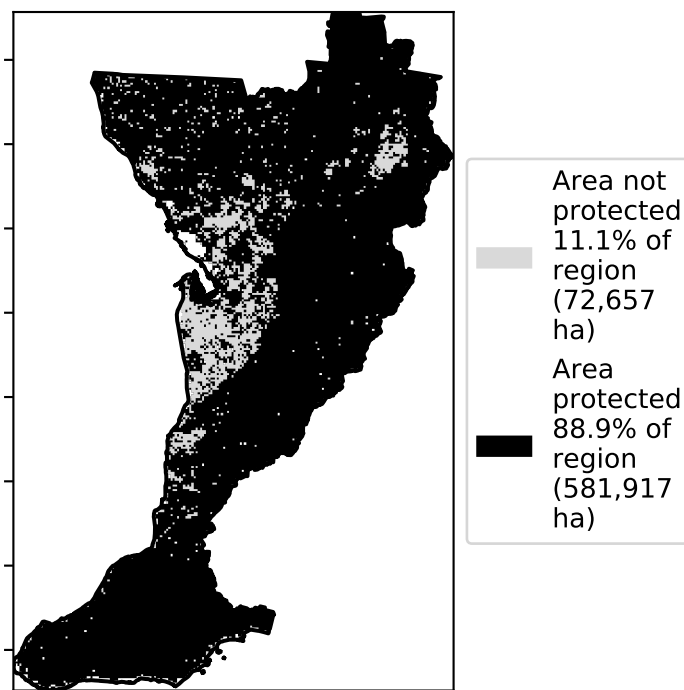 Area not
protected
11.1% of
region
(72,657
ha)
Area
protected
88.9% of
region
(581,917
ha)